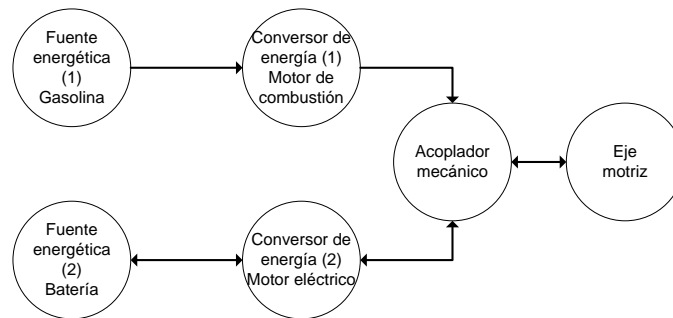 Fuente
energética
(1)
Gasolina
Conversor de
energía (1)
Motor de
combustión
Acoplador
mecánico
Eje
motriz
Fuente
energética
(2)
Batería
Conversor de
energía (2)
Motor eléctrico